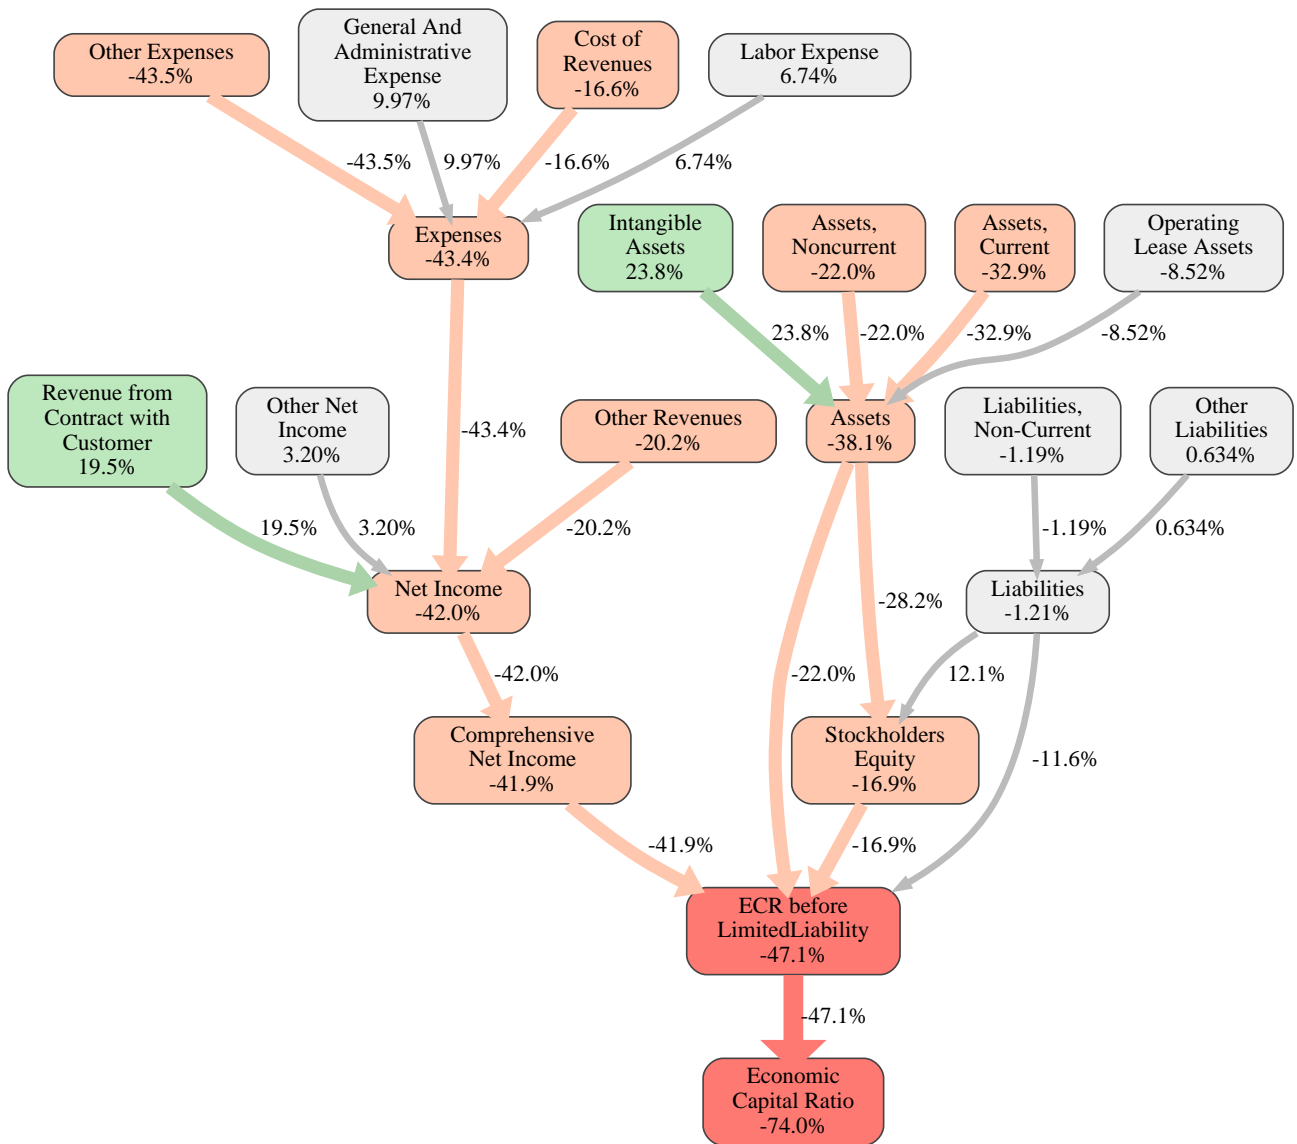 Other Expenses
-43.5%
General And
Administrative
Expense
9.97%
Cost of
Revenues
-16.6%
Labor Expense
6.74%
-43.5%
9.97%
-16.6%
6.74%
Expenses
-43.4%
Intangible
Assets
23.8%
Assets,
Noncurrent
-22.0%
Assets,
Current
-32.9%
Operating
Lease Assets
-8.52%
23.8%
-22.0%
-32.9%
-8.52%
Revenue from
Contract with
Customer
19.5%
Other Net
Income
3.20%
-43.4%
Other Revenues
-20.2%
Assets
-38.1%
Liabilities,
Non-Current
-1.19%
Other
Liabilities
0.634%
19.5%
3.20%
-20.2%
-1.19%
0.634%
Net Income
-42.0%
-28.2%
Liabilities
-1.21%
-42.0%
-22.0%
12.1%
Comprehensive
Net Income
-41.9%
Stockholders
Equity
-16.9%
-11.6%
-41.9%
-16.9%
ECR before
LimitedLiability
-47.1%
-47.1%
Economic
Capital Ratio
-74.0%